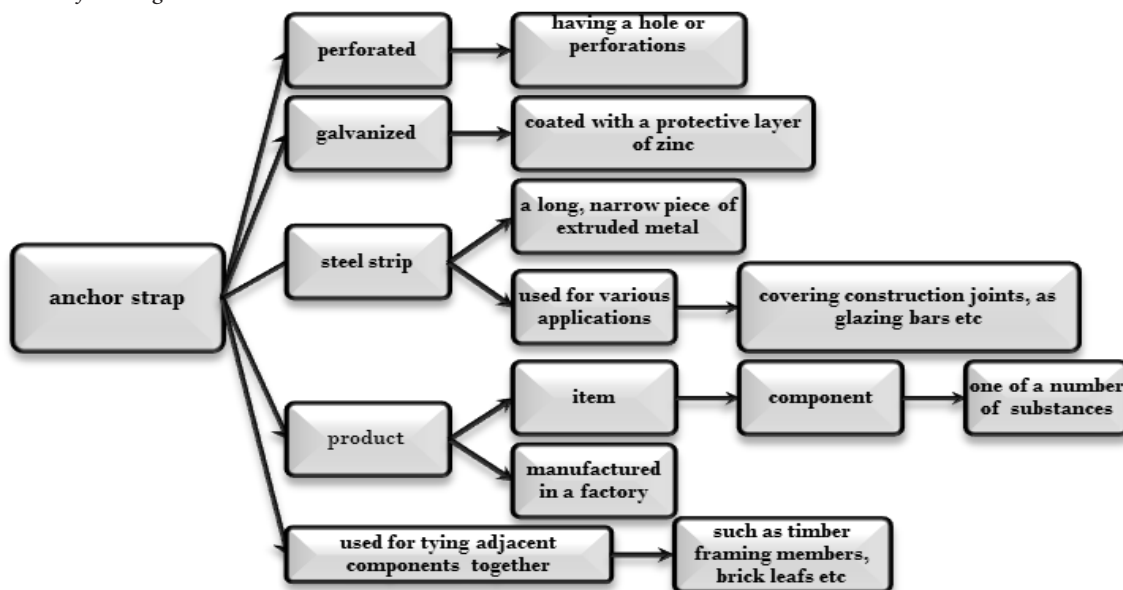 having a hole or
perforations
perforated
coated with a protective layer
of zinc
galvanized
a long, narrow piece of
extruded metal
steel strip
anchor strap
used for various
applications
covering construction joints, as
glazing bars etc
item
component
one of a number
of substances
product
manufactured
in a factory
used for tying adjacent
components together
such as timber
framing members,
brick leafs etc